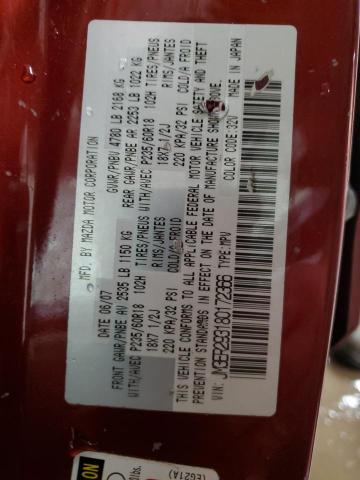 MFD. BY MAZDA MOTOR CORPORATION
DATE 06/07 GVWR/PNBV 4780 LB 2168 KG
FRONT GAWR/PNBE AV 2535 LB 1150 KG REAR GAWR/PNBE AR 2253 LB 1022 KG
WITH/AVEC P235/60R18 102H TIRES/PNEUS WITH/AVEC P235/60R18 102H TIRES/PNEUS
18X7 1/2J RIMS/JANTES 18X7 1/2J RIMS/JANTES
220 KPA/32 PSI COLD/A FROID 220 KPA/32 PSI COLD/A FROID
THIS VEHICLE CONFORMS TO ALL APPLICABLE FEDERAL MOTOR VEHICLE SAFETY AND THEFT
PREVENTION STANDARDS IN EFFECT ON THE DATE OF MANUFACTURE SHOWN ABOVE.
VIN: TYPE: MPV COLOR CODE: 32V MADE IN JAPAN
ON
lbs.
(EG21A)